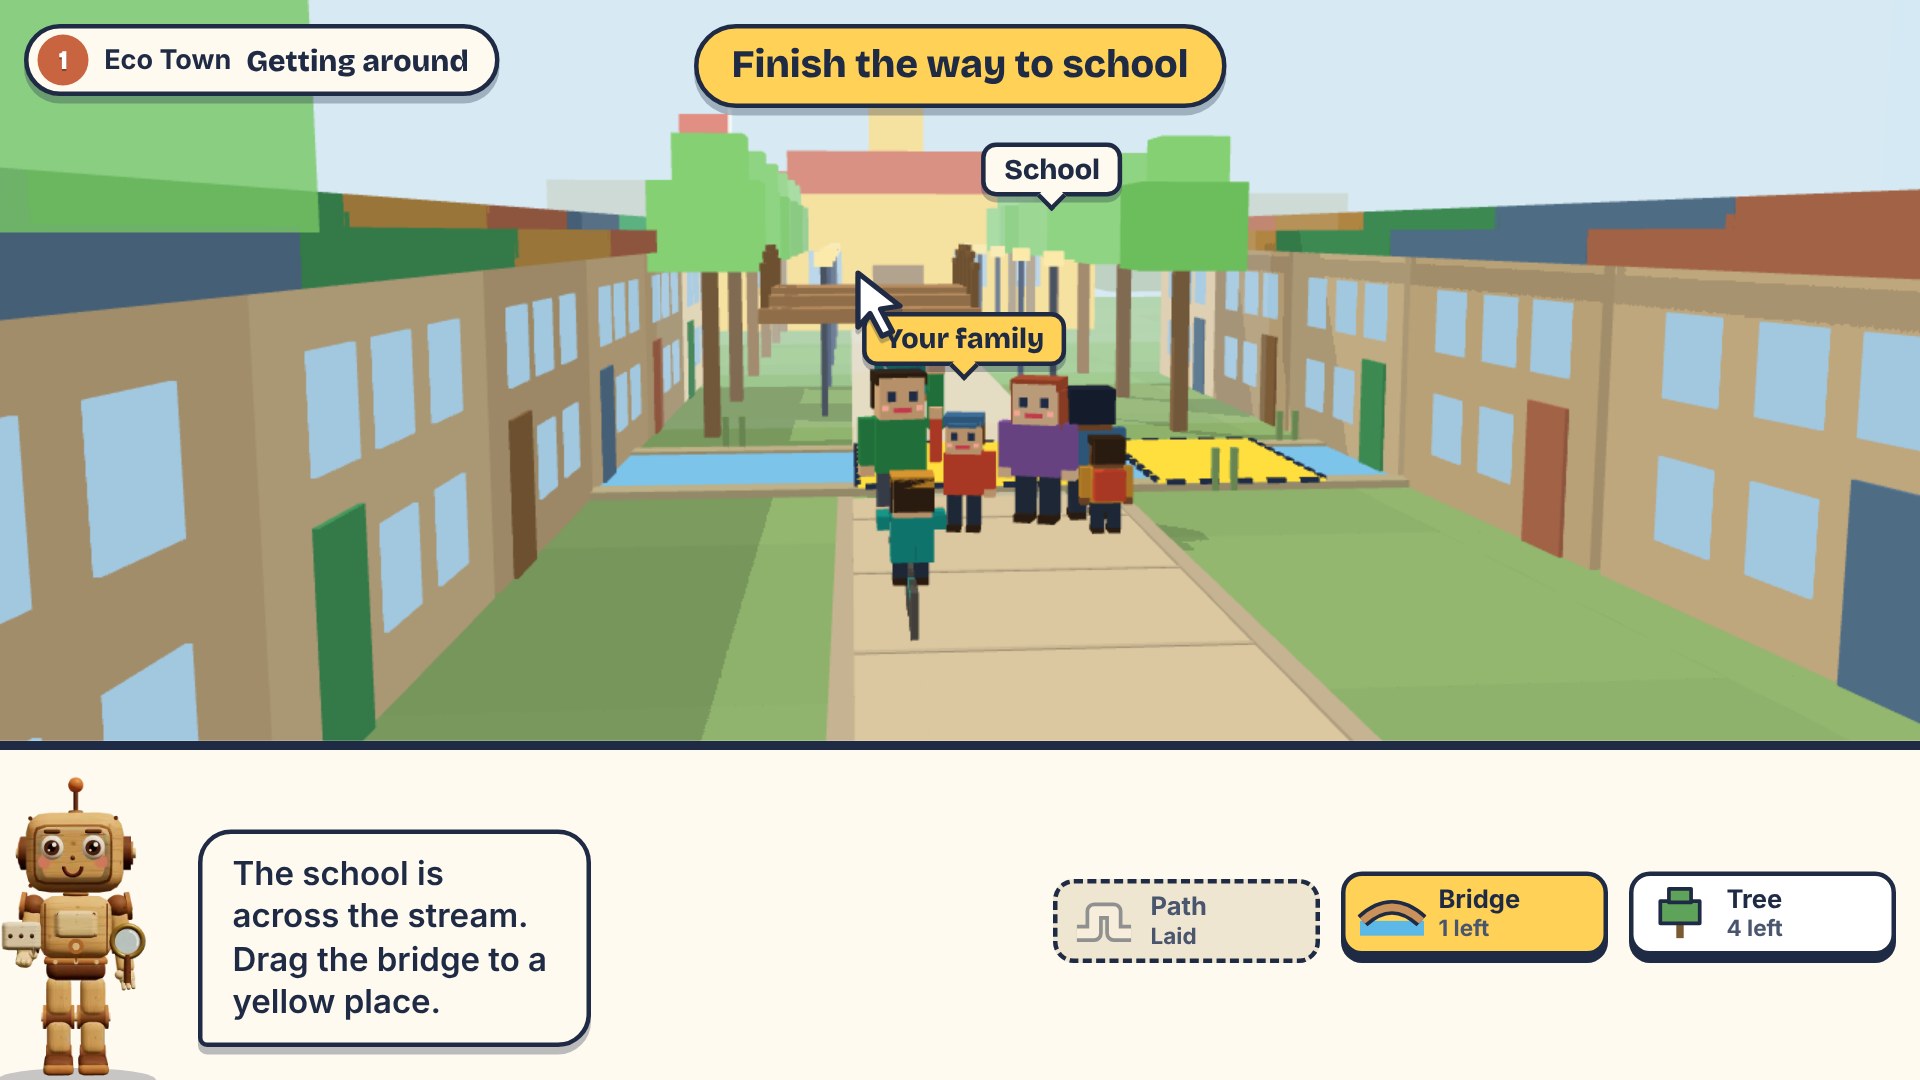 1 Eco Town Getting around
Finish the way to school
School
Your family
The school is
across the stream.
Drag the bridge to a
yellow place.
Path
Laid
Bridge
1 left
Tree
4 left